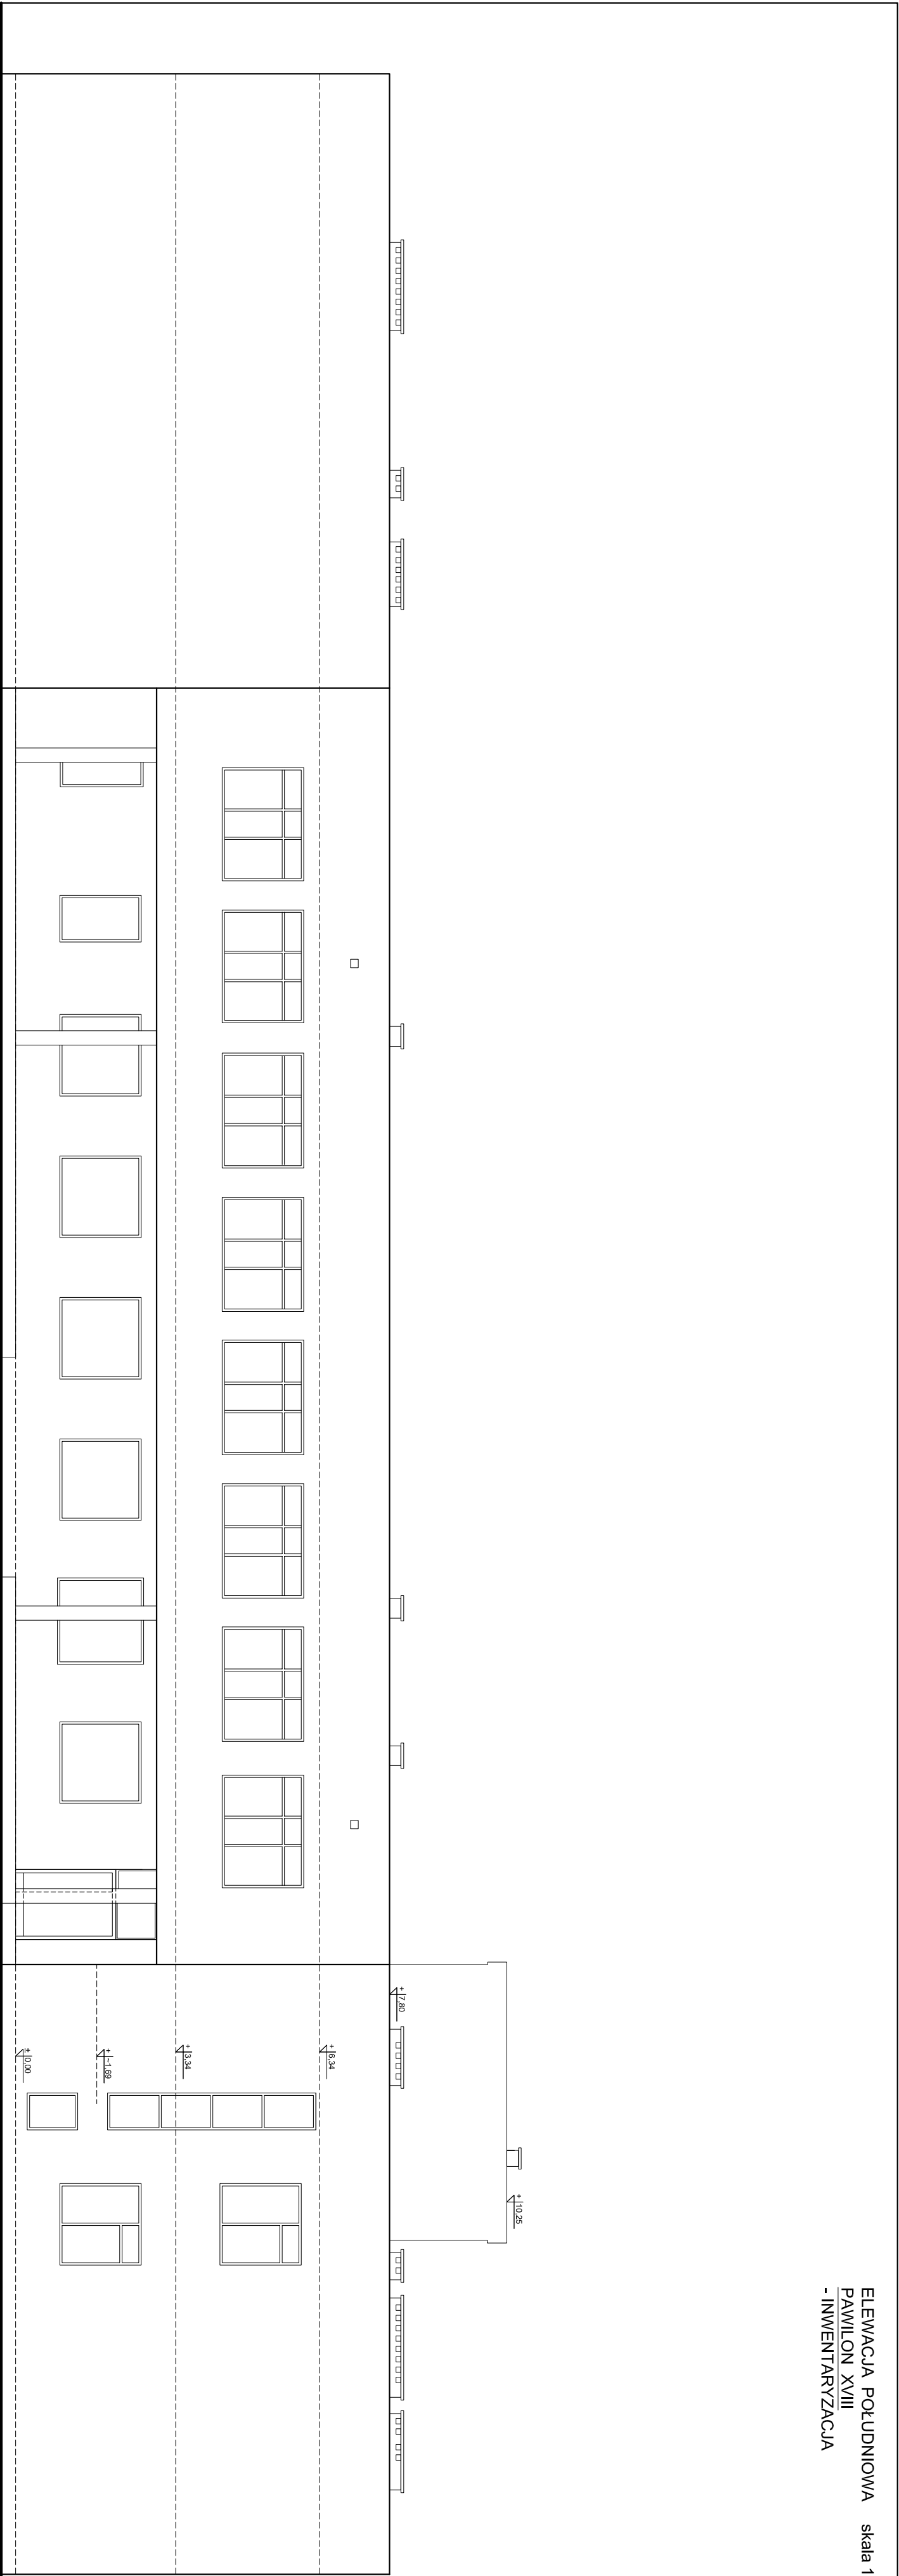 ELEWACJA POŁUDNIOWA skala 1
PAWILON XVIII
- INWENTARYZACJA
+10,25
+7,80
+6,34
+3,34
+~1,69
±0,00